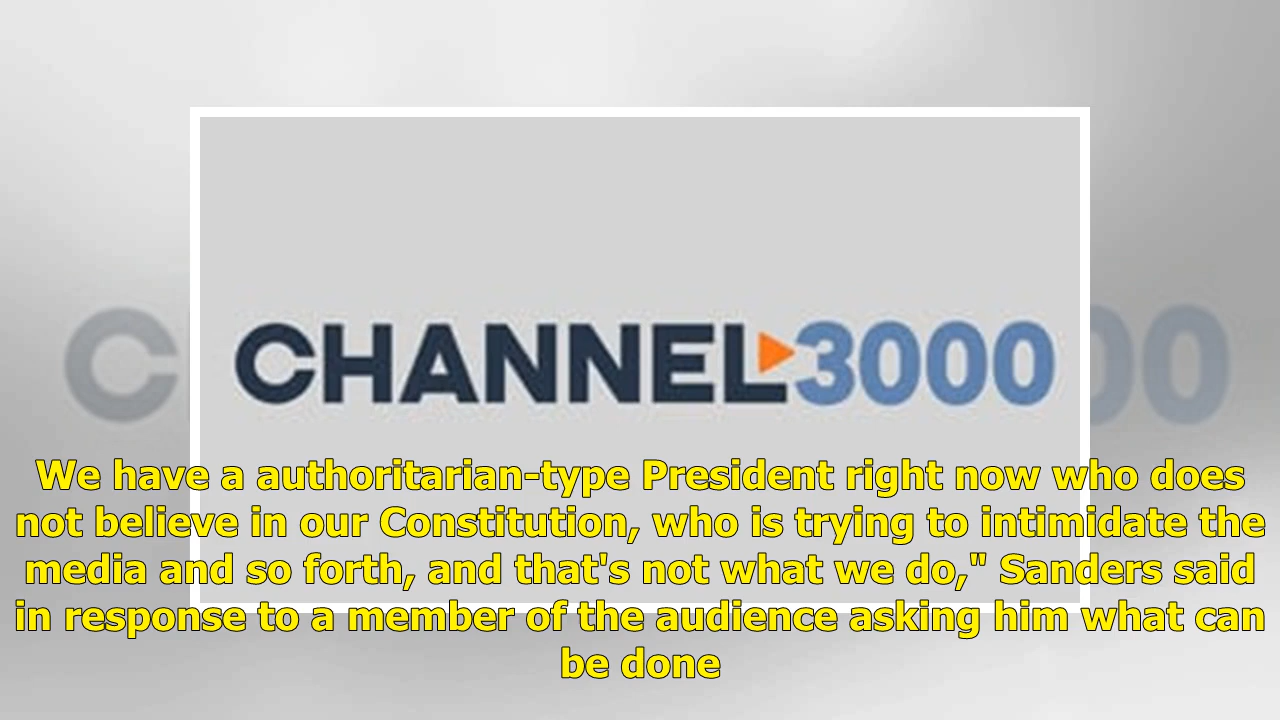 CHANNEL3000
We have a authoritarian-type President right now who does
not believe in our Constitution, who is trying to intimidate the
media and so forth, and that's not what we do," Sanders said
in response to a member of the audience asking him what can
be done